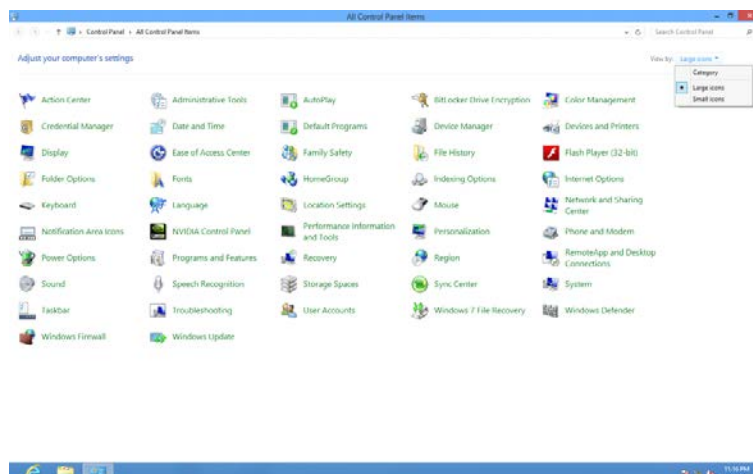 All Control Panel Items
Control Panel All Control Panel Items Search Control Panel
Adjust your computer's settings
View by: Large icons
Category
Large icons
Small icons
Action Center Administrative Tools AutoPlay BitLocker Drive Encryption Color Management
Credential Manager Date and Time Default Programs Device Manager Devices and Printers
Display Ease of Access Center Family Safety File History Flash Player (32-bit)
Folder Options Fonts HomeGroup Indexing Options Internet Options
Keyboard Language Location Settings Mouse Network and Sharing
Center
Notification Area Icons NVIDIA Control Panel Performance Information
and Tools Personalization Phone and Modem
Power Options Programs and Features Recovery Region RemoteApp and Desktop
Connections
Sound Speech Recognition Storage Spaces Sync Center System
Taskbar Troubleshooting User Accounts Windows 7 File Recovery Windows Defender
Windows Firewall Windows Update
11:16 PM